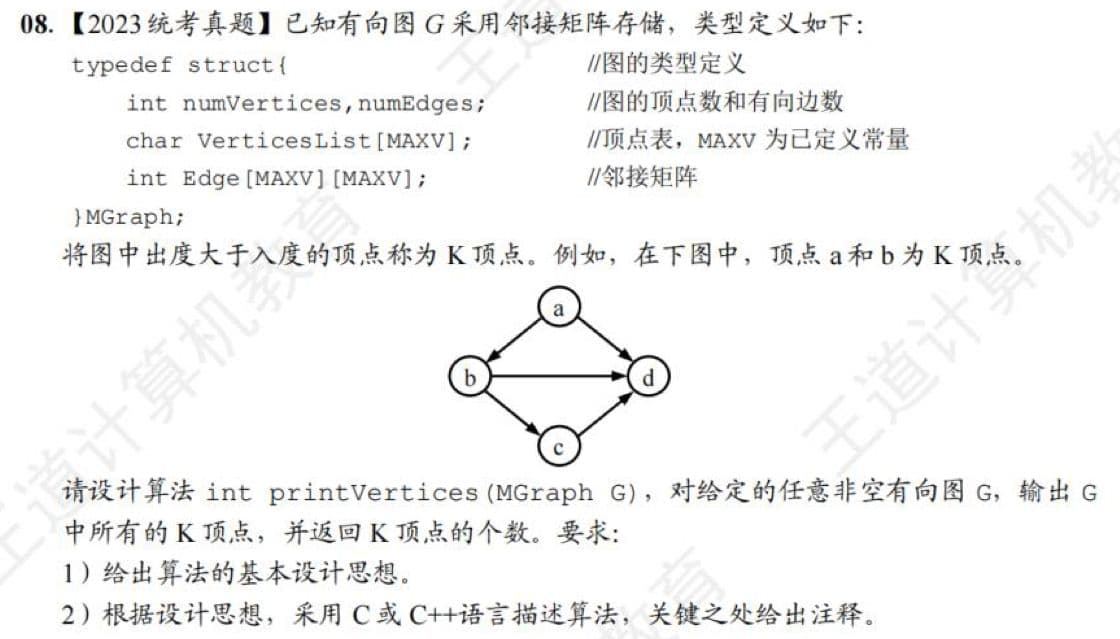 08.【2023 统考真题】已知有向图 G 采用邻接矩阵存储，类型定义如下：
typedef struct{ //图的类型定义
int numVertices,numEdges; //图的顶点数和有向边数
char VerticesList[MAXV]; //顶点表，MAXV 为已定义常量
int Edge[MAXV][MAXV]; //邻接矩阵
}MGraph;
将图中出度大于入度的顶点称为 K 顶点。例如，在下图中，顶点 a 和 b 为 K 顶点。
a
b d
c
请设计算法 int printVertices(MGraph G)，对给定的任意非空有向图 G，输出 G
中所有的 K 顶点，并返回 K 顶点的个数。要求：
1）给出算法的基本设计思想。
2）根据设计思想，采用 C 或 C++语言描述算法，关键之处给出注释。
王道计算机教育
王道计算机教